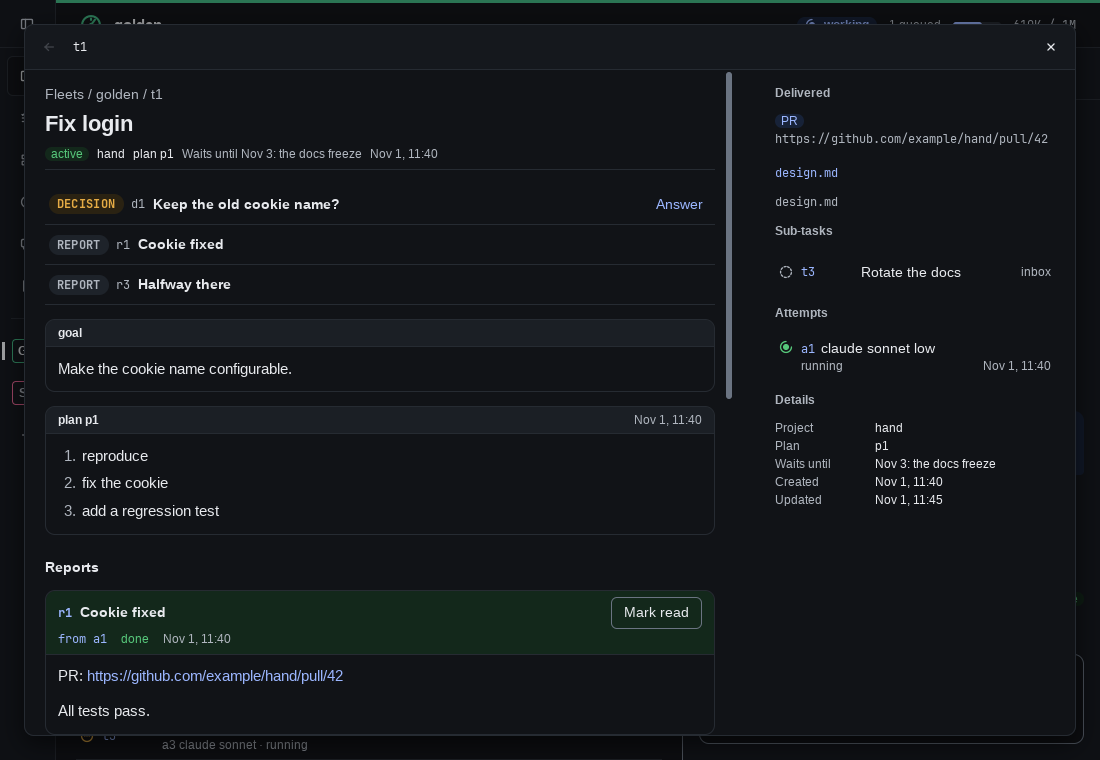 golden
working 1 queued
t1
Fleets / golden / t1
Fix login
active hand plan p1 Waits until Nov 3: the docs freeze Nov 1, 11:40
DECISION d1 Keep the old cookie name? Answer
REPORT r1 Cookie fixed
REPORT r3 Halfway there
goal
Make the cookie name configurable.
plan p1 Nov 1, 11:40
1. reproduce
2. fix the cookie
3. add a regression test
Reports
r1 Cookie fixed Mark read
from a1 done Nov 1, 11:40
PR: https://github.com/example/hand/pull/42
All tests pass.
a3 claude sonnet · running
Delivered
PR
https://github.com/example/hand/pull/42
design.md
design.md
Sub-tasks
t3 Rotate the docs inbox
Attempts
a1 claude sonnet low
running Nov 1, 11:40
Details
Project hand
Plan p1
Waits until Nov 3: the docs freeze
Created Nov 1, 11:40
Updated Nov 1, 11:45